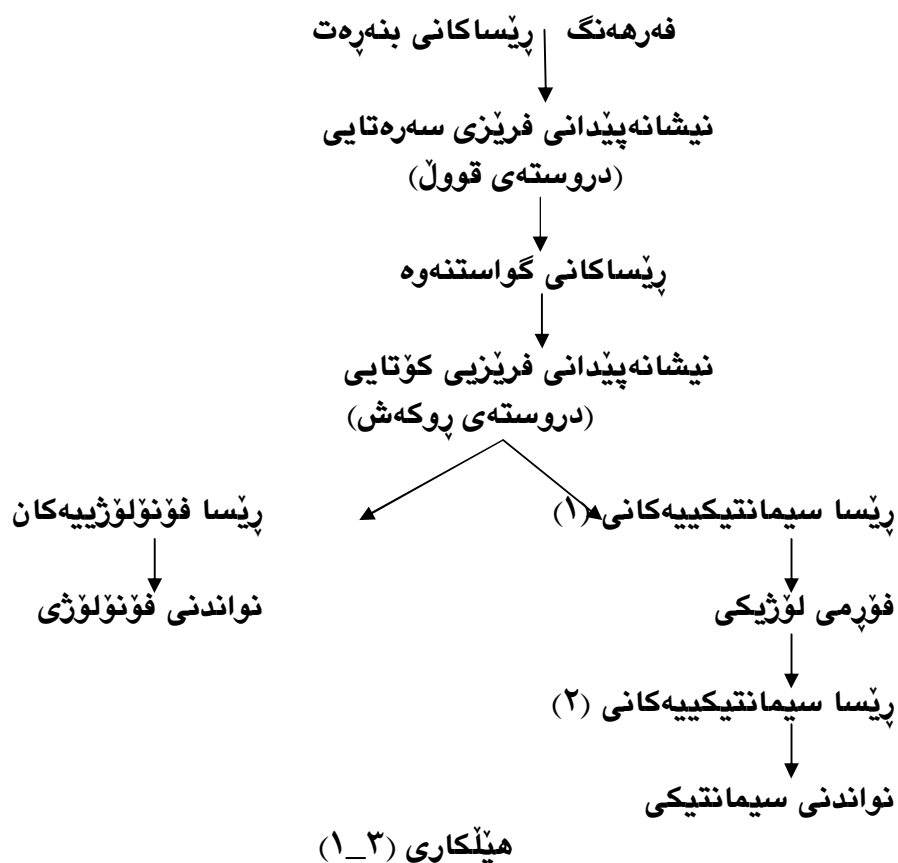 فەرهەنگ ڕێساکانی بنەڕەت
نیشانەپێدانی فرێزی سەرەتایی
(دروستەی قووڵ)
ڕێساکانی گواستنەوە
نیشانەپێدانی فرێزیی کۆتایی
(دروستەی ڕوکەش)
ڕێسا سیمانتیکییەکانی (١) ڕێسا فۆنۆلۆژییەکان
فۆڕمی لۆژیکی نواندنی فۆنۆلۆژی
ڕێسا سیمانتیکییەکانی (٢)
نواندنی سیمانتیکی
هێڵکاری (٣_١)